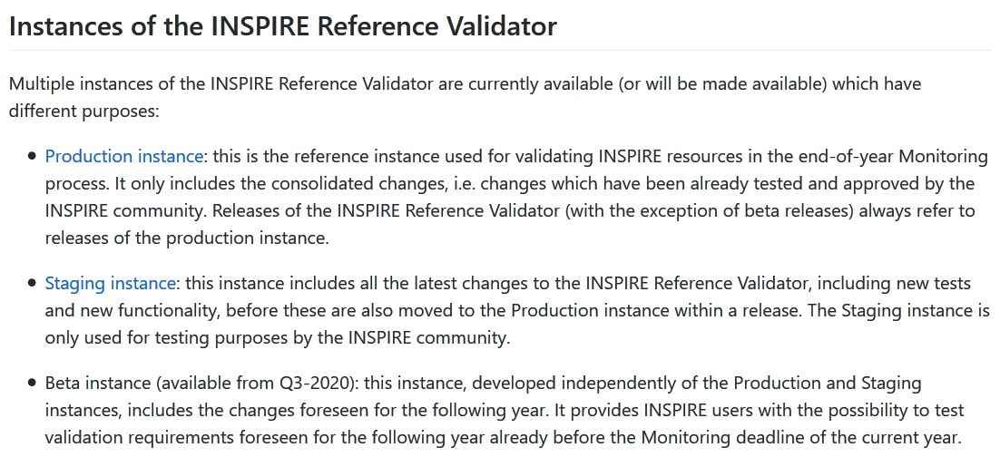 Instances of the INSPIRE Reference Validator
Multiple instances of the INSPIRE Reference Validator are currently available (or will be made available) which have
different purposes:
• Production instance: this is the reference instance used for validating INSPIRE resources in the end-of-year Monitoring
process. It only includes the consolidated changes, i.e. changes which have been already tested and approved by the
INSPIRE community. Releases of the INSPIRE Reference Validator (with the exception of beta releases) always refer to
releases of the production instance.
• Staging instance: this instance includes all the latest changes to the INSPIRE Reference Validator, including new tests
and new functionality, before these are also moved to the Production instance within a release. The Staging instance is
only used for testing purposes by the INSPIRE community.
• Beta instance (available from Q3-2020): this instance, developed independently of the Production and Staging
instances, includes the changes foreseen for the following year. It provides INSPIRE users with the possibility to test
validation requirements foreseen for the following year already before the Monitoring deadline of the current year.